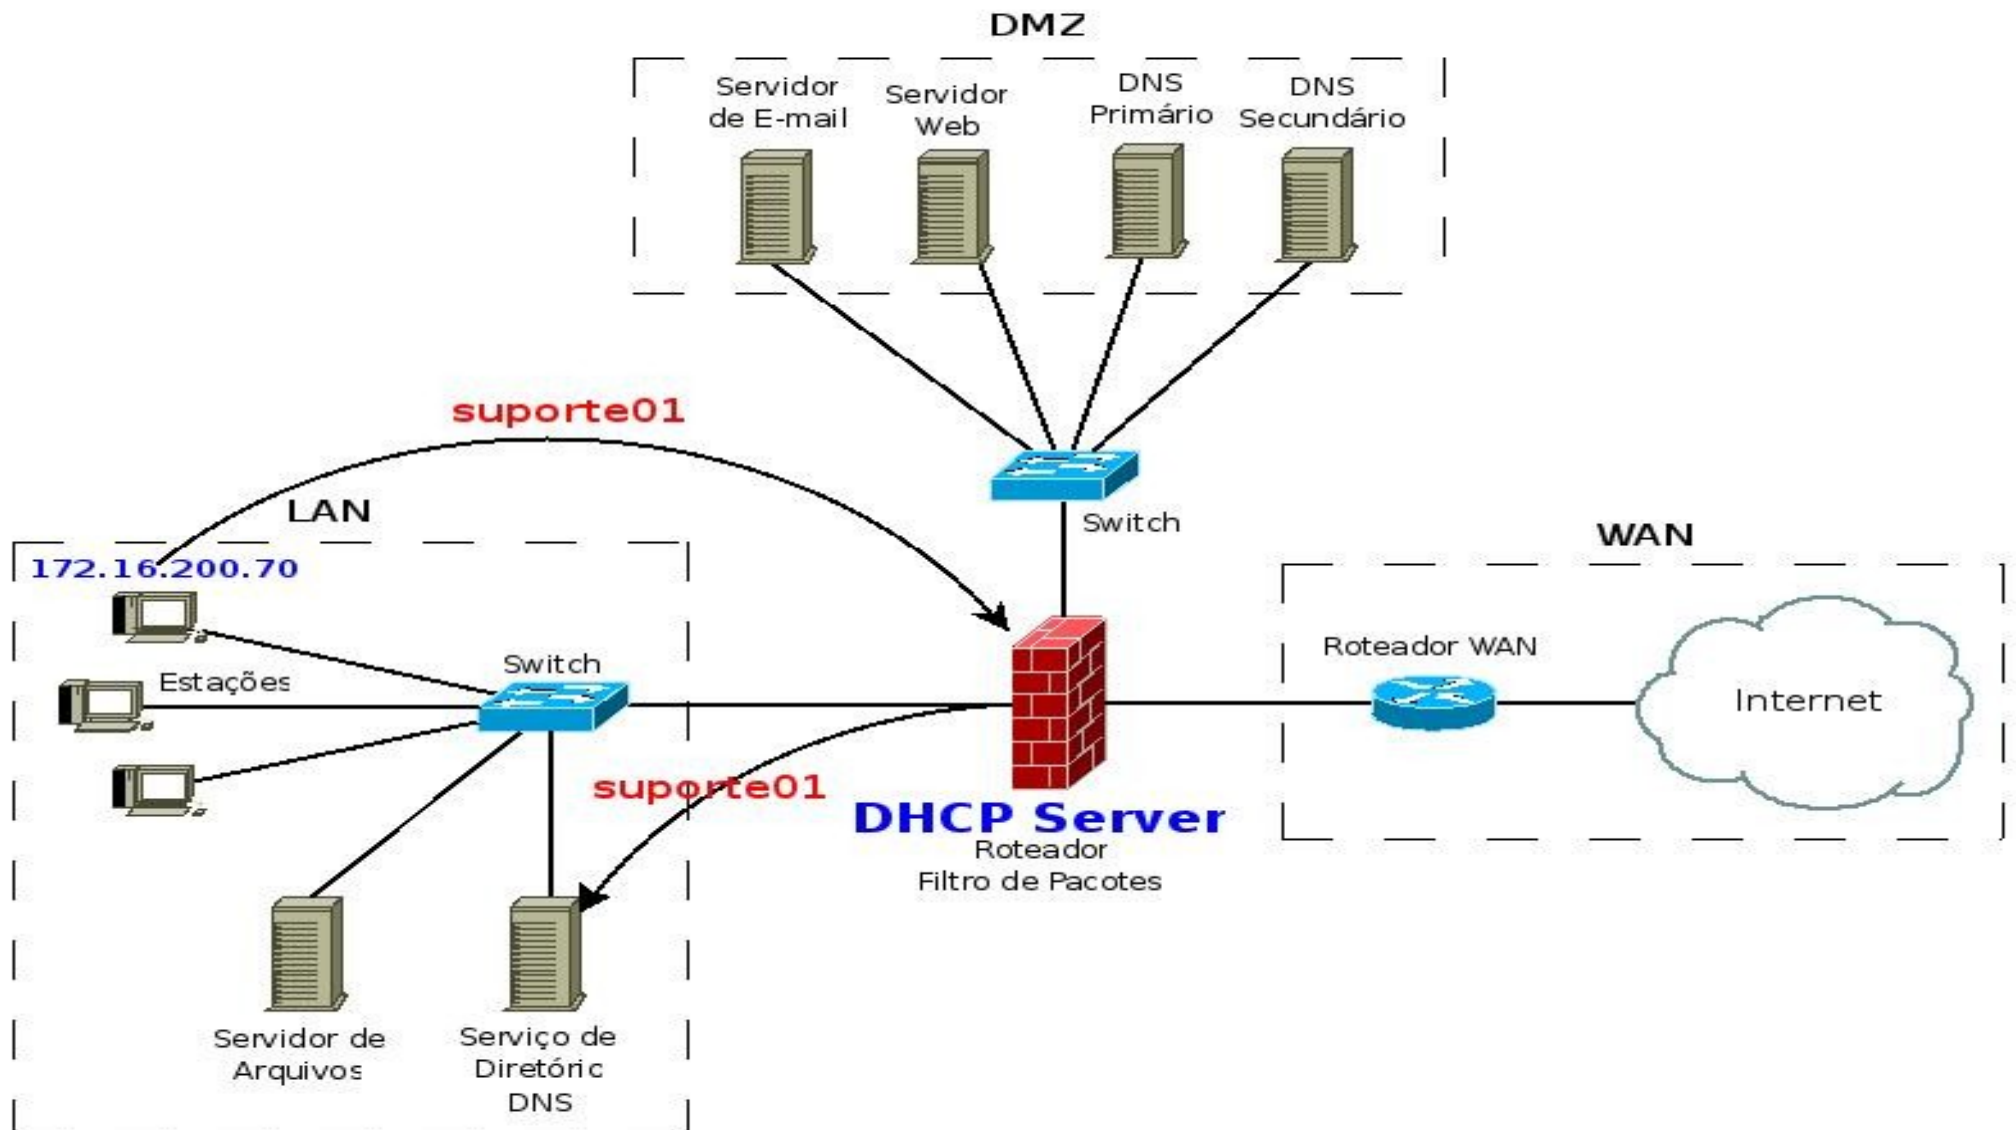 DMZ
Servidor
de E-mail
Servidor
Web
DNS
Primário
DNS
Secundário
suporte01
Switch
LAN
172.16.200.70
Estações
Switch
suporte01
DHCP Server
Roteador
Filtro de Pacotes
WAN
Roteador WAN
Internet
Servidor de
Arquivos
Serviço de
Diretório
DNS